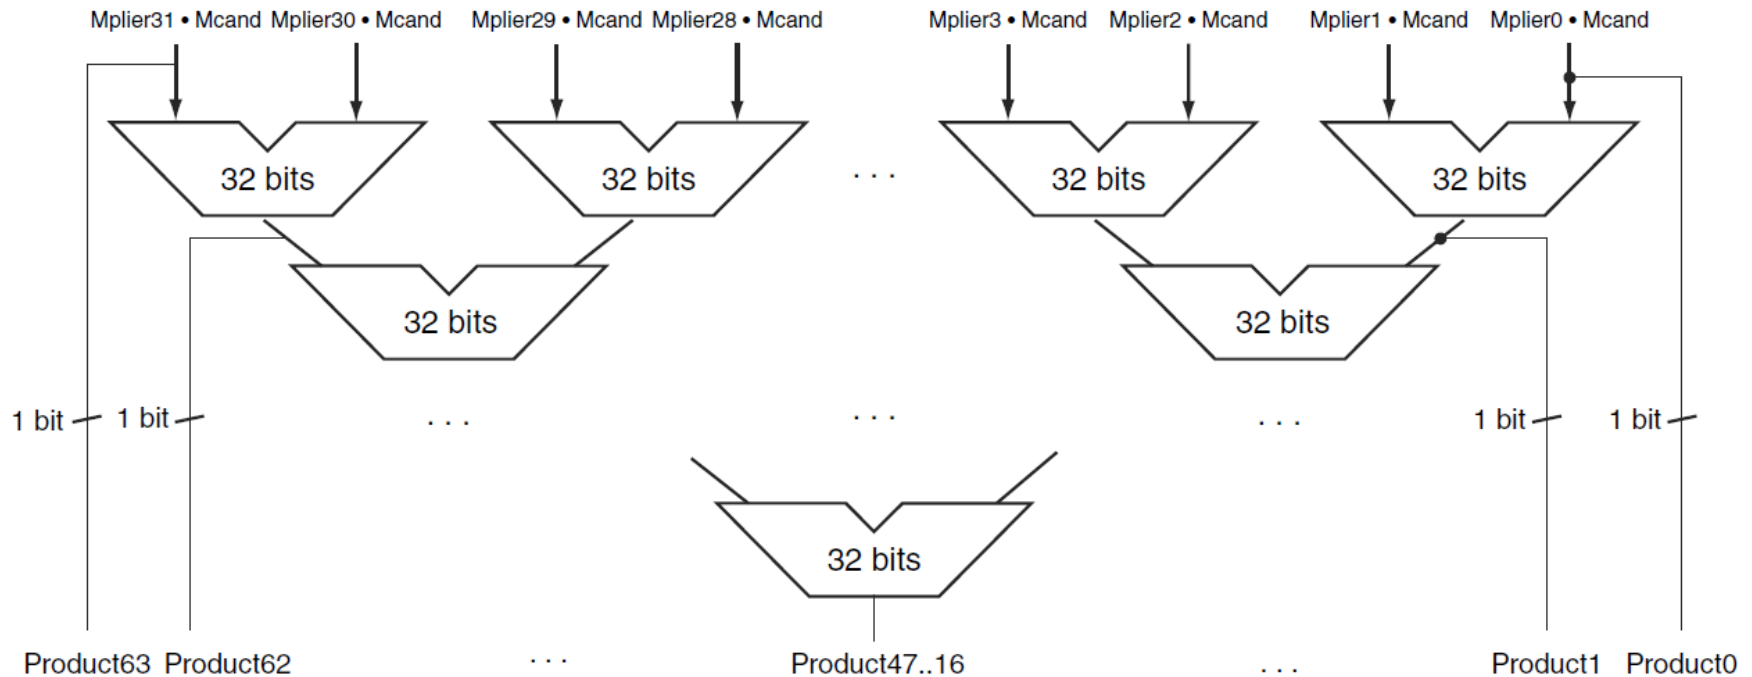 Mplier31 • Mcand Mplier30 • Mcand Mplier29 • Mcand Mplier28 • Mcand Mplier3 • Mcand Mplier2 • Mcand Mplier1 • Mcand Mplier0 • Mcand
32 bits 32 bits . . . 32 bits 32 bits
32 bits 32 bits
1 bit 1 bit . . . . . . . . . 1 bit 1 bit
32 bits
Product63 Product62 . . . Product47..16 . . . Product1 Product0